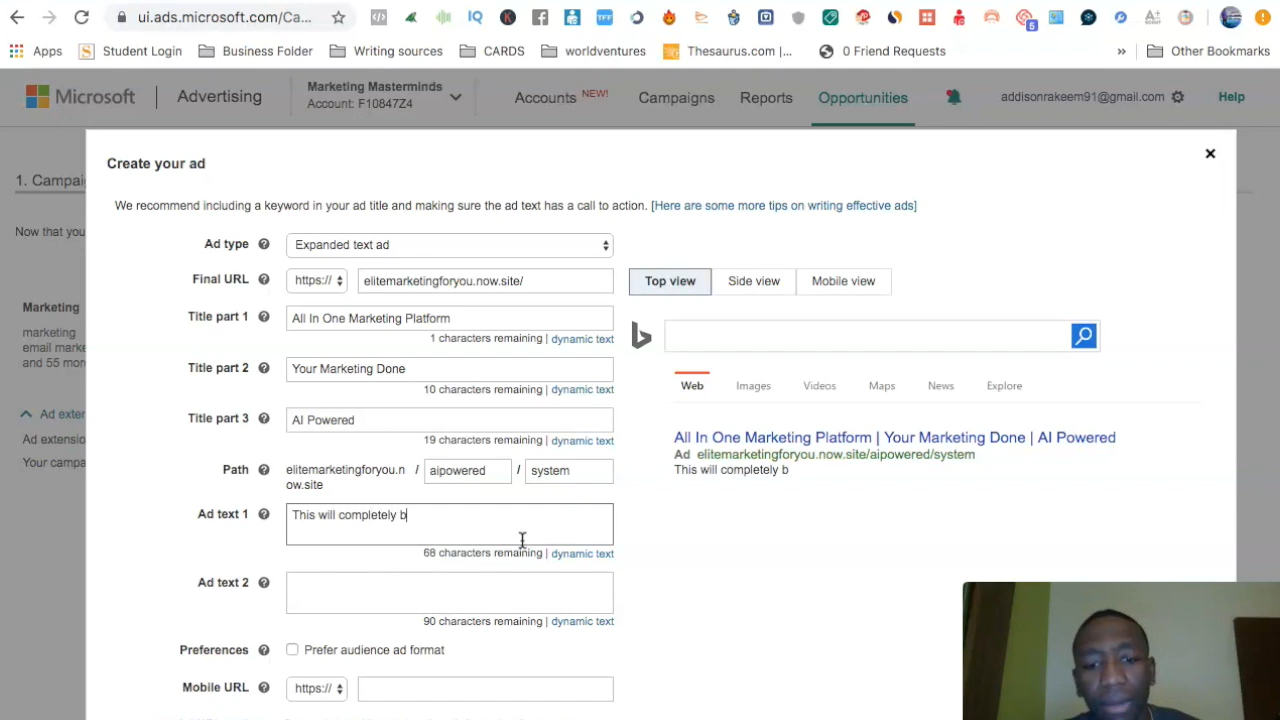 ui.ads.microsoft.com/Ca...
5
Apps Student Login Business Folder Writing sources CARDS worldventures Thesaurus.com |... 0 Friend Requests » Other Bookmarks
Microsoft Advertising
Marketing Masterminds
Account: F10847Z4
Accounts NEW! Campaigns Reports Opportunities addisonrakeem91@gmail.com Help
1. Campai
Now that you
Marketing
marketing
email marke
and 55 more
Ad exten
Ad extensio
Your campa
Create your ad
We recommend including a keyword in your ad title and making sure the ad text has a call to action. [Here are some more tips on writing effective ads]
Ad type Expanded text ad
Final URL https:// elitemarketingforyou.now.site/
Title part 1 All In One Marketing Platform
1 characters remaining | dynamic text
Title part 2 Your Marketing Done
10 characters remaining | dynamic text
Title part 3 AI Powered
19 characters remaining | dynamic text
Path elitemarketingforyou.n
ow.site / aipowered / system
Ad text 1 This will completely b
68 characters remaining | dynamic text
Ad text 2
90 characters remaining | dynamic text
Preferences Prefer audience ad format
Mobile URL https://
Top view Side view Mobile view
Web Images Videos Maps News Explore
All In One Marketing Platform | Your Marketing Done | AI Powered
Ad elitemarketingforyou.now.site/aipowered/system
This will completely b